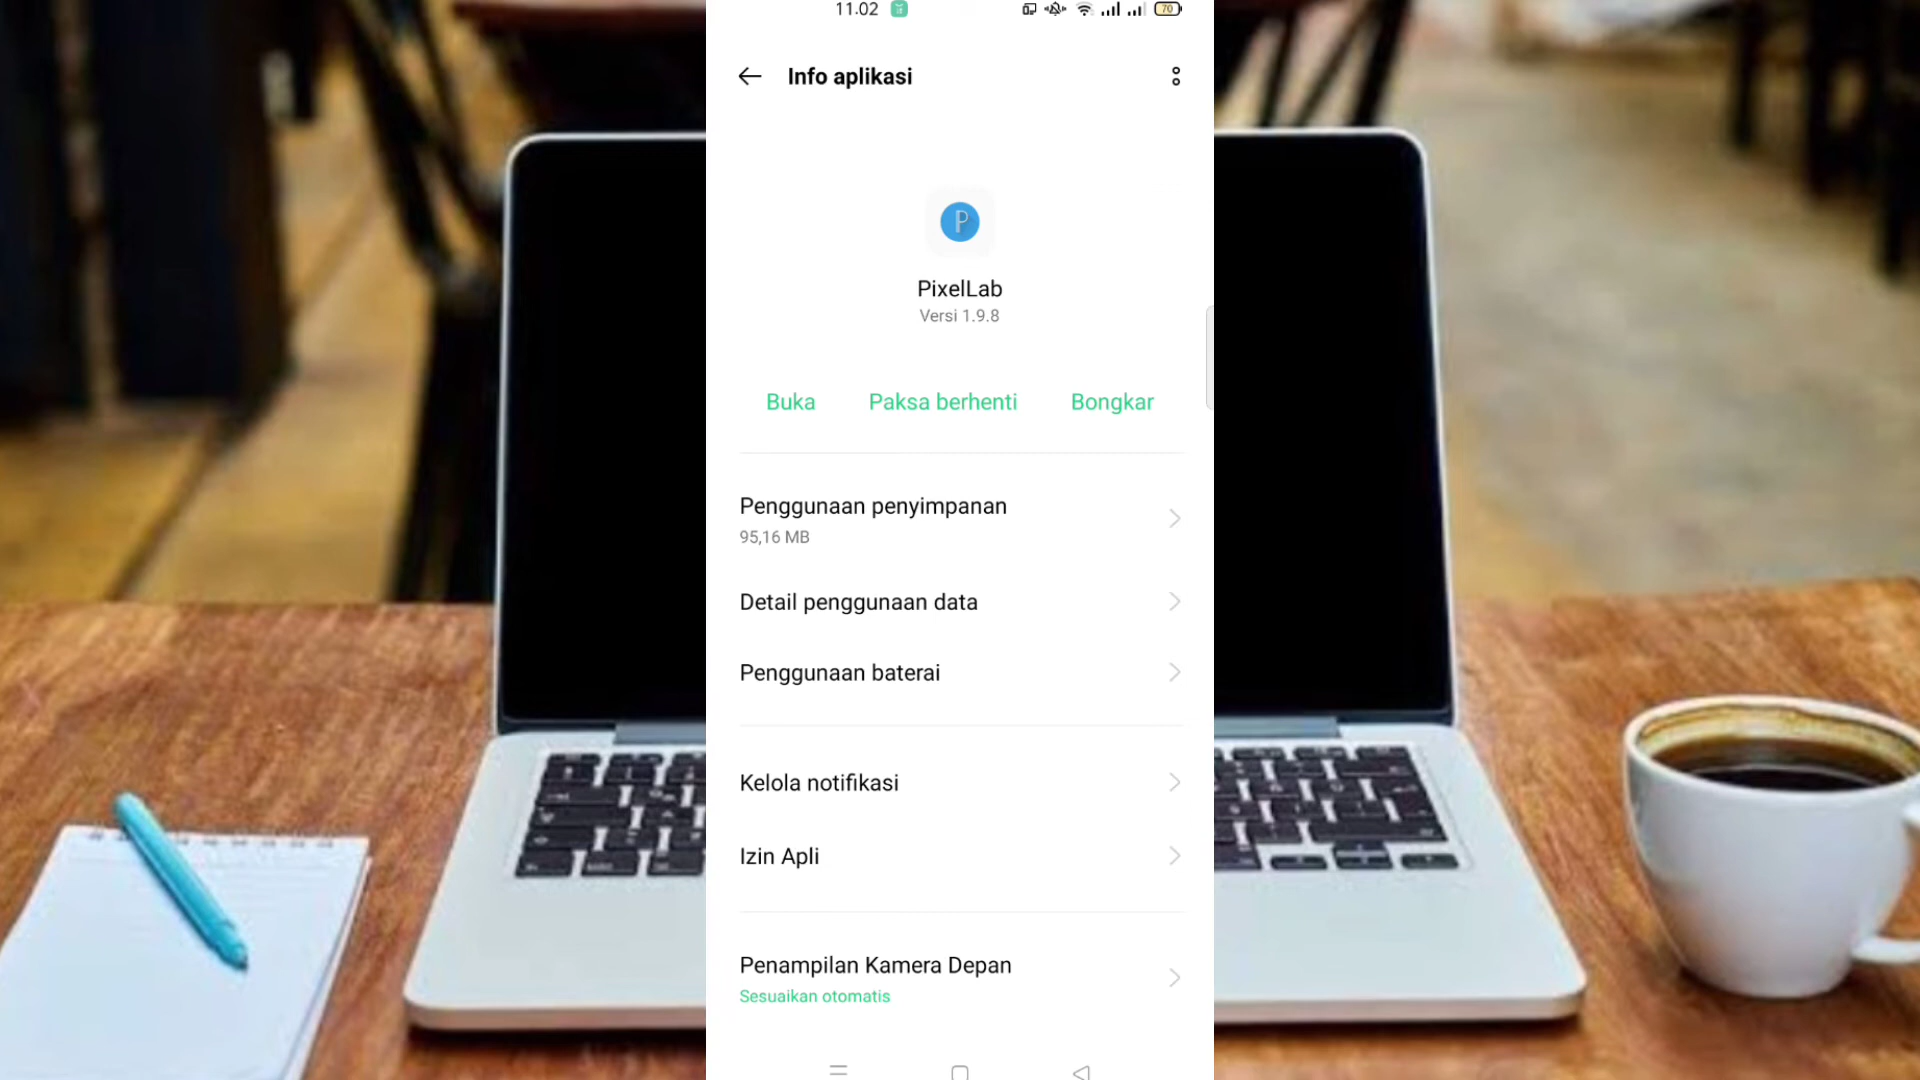 11.02
70
Info aplikasi
P
PixelLab
Versi 1.9.8
Buka
Paksa berhenti
Bongkar
Penggunaan penyimpanan
95,16 MB
Detail penggunaan data
Penggunaan baterai
Kelola notifikasi
Izin Apli
Penampilan Kamera Depan
Sesuaikan otomatis